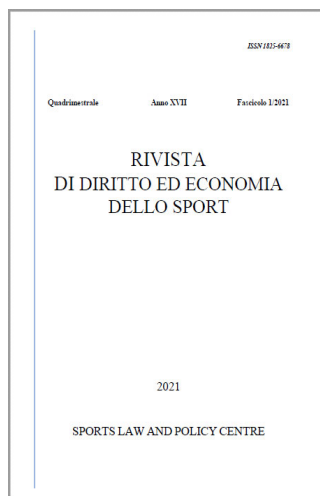 ISSN 1825-6678
Quadrimestrale Anno XVII Fascicolo 1/2021
RIVISTA
DI DIRITTO ED ECONOMIA
DELLO SPORT
2021
SPORTS LAW AND POLICY CENTRE